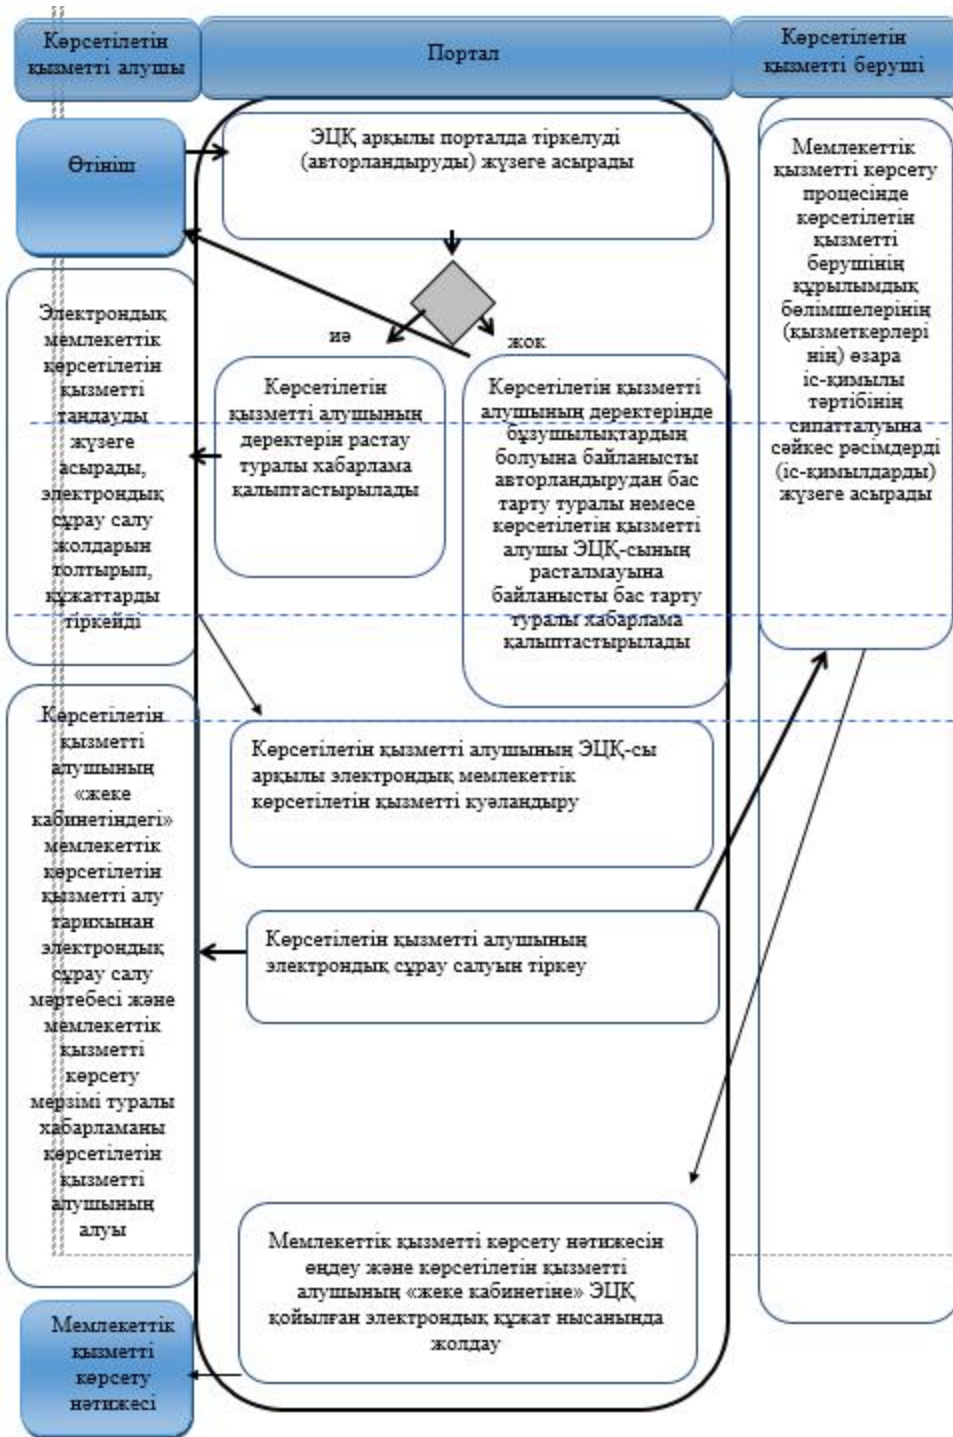 Көрсетілетін
қызметті алушы
Портал
Көрсетілетін
қызметті беруші
Өтініш
ЭЦҚ арқылы порталда тіркелуді
(авторландыруды) жүзеге асырады
Мемлекеттік
қызметті көрсету
процесінде
көрсетілетін
қызметті
берушінің
құрылымдық
бөлімшелерінің
(қызметкерлері
нің) өзара
іс-қимылы
тәртібінің
сипатталуына
сәйкес рәсімдерді
(іс-қимылдарды)
жүзеге асырады
иә
жок
Электрондық
мемлекеттік
көрсетілетін
қызметті
таңдауды
жүзеге
асырады,
электрондық
сұрау салу
жолдарын
толтырып,
құжаттарды
тіркейді
Көрсетілетін
қызметті алушының
деректерін растау
туралы хабарлама
қалыптастырылады
Көрсетілетін қызметті
алушының деректерінде
бұзушылықтардың
болуына байланысты
авторландырудан бас
тарту туралы немесе
көрсетілетін қызметті
алушы ЭЦҚ-сының
расталмауына
байланысты бас тарту
туралы хабарлама
қалыптастырылады
Көрсетілетін қызметті алушының ЭЦҚ-сы
арқылы электрондық мемлекеттік
көрсетілетін қызметті куәландыру
Көрсетілетін
қызметті
алушының
«жеке
кабинетіндегі»
мемлекеттік
көрсетілетін
қызметті алу
тарихынан
электрондық
сұрау салу
мәртебесі және
мемлекеттік
қызметті
көрсету
мерзімі туралы
хабарламаны
көрсетілетін
қызметті
алушының
алуы
Көрсетілетін қызметті алушының
электрондық сұрау салуын тіркеу
Мемлекеттік қызметті көрсету нәтижесін
өңдеу және көрсетілетін қызметті
алушының «жеке кабинетіне» ЭЦҚ
қойылған электрондық құжат нысанында
жолдау
Мемлекеттік
қызметті
көрсету
нәтижесі